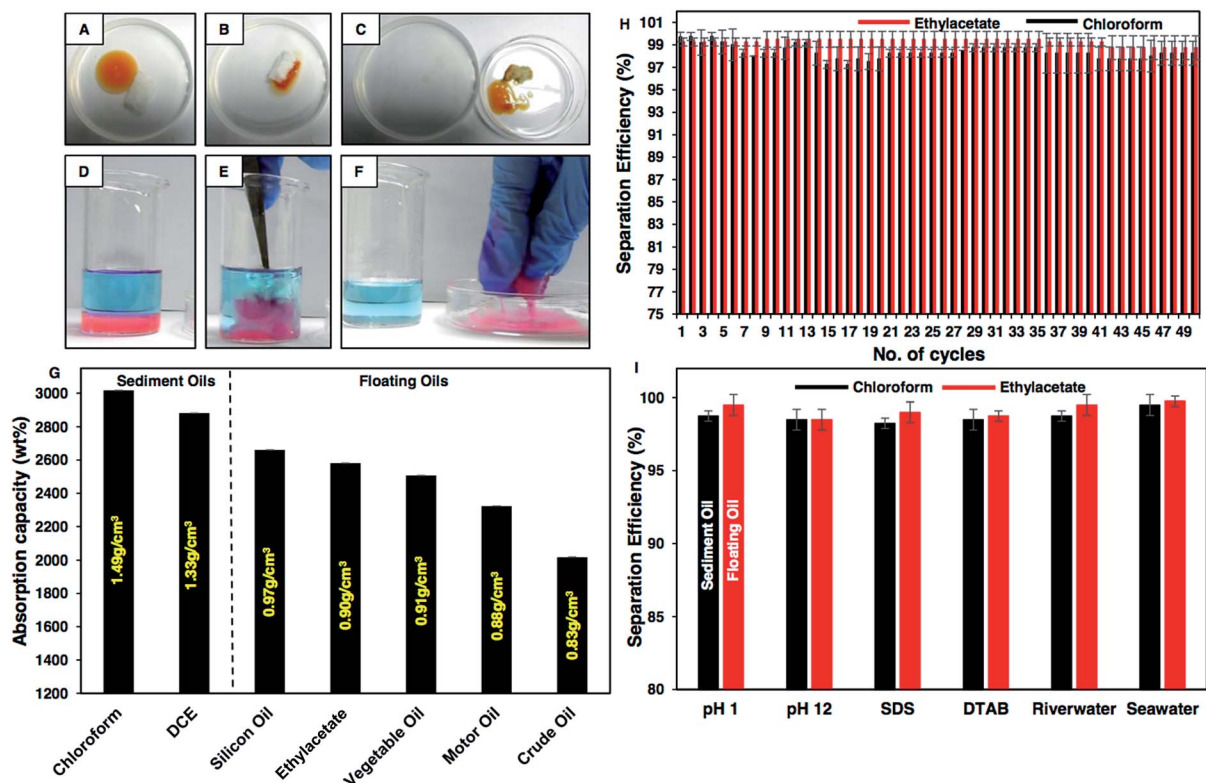 A
B
C
D
E
F
G
Sediment Oils
Floating Oils
Absorption capacity (wt%)
3000
2800
2600
2400
2200
2000
1800
1600
1400
1200
1.49g/cm³
1.33g/cm³
0.97g/cm³
0.90g/cm³
0.91g/cm³
0.88g/cm³
0.83g/cm³
Chloroform
DCE
Silicon Oil
Ethylacetate
Vegetable Oil
Motor Oil
Crude Oil
H
Ethylacetate
Chloroform
Separation Efficiency (%)
101
99
97
95
93
91
89
87
85
83
81
79
77
75
1 3 5 7 9 11 13 15 17 19 21 23 25 27 29 31 33 35 37 39 41 43 45 47 49
No. of cycles
I
Chloroform
Ethylacetate
Separation Efficiency (%)
100
95
90
85
80
Sediment Oil
Floating Oil
pH 1
pH 12
SDS
DTAB
Riverwater
Seawater